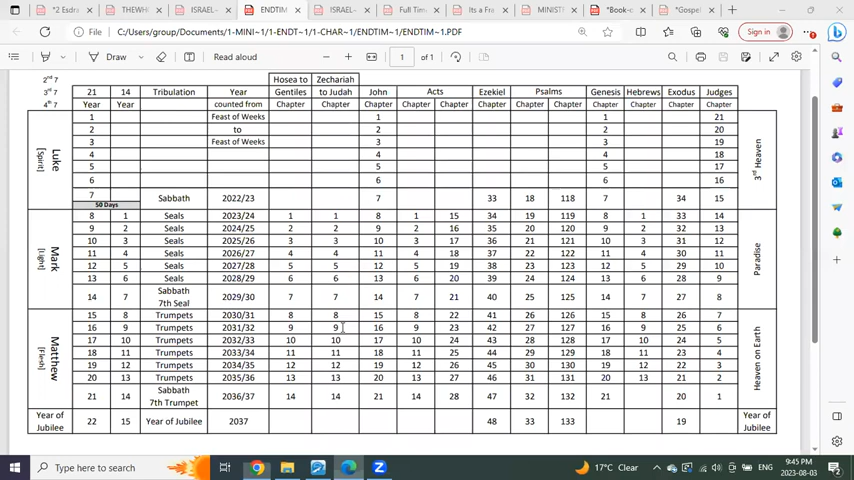 *2 Esdra
THEWHI
ISRAEL-
ENDTIM
ISRAEL-
Full Tim
Its a Fre
MINISTI
*Book-o
*Gospel
C:/Users/group/Documents/1-MINI~1/1-ENDT~1/1-CHAR~1/ENDTIM/ENDTIM~1.PDF
Sign in
Draw
Read aloud
1 of 1
2nd 7 Hosea to Zechariah
3rd 7 21 14 Tribulation Year Gentiles to Judah John Acts Ezekiel Psalms Genesis Hebrews Exodus Judges
4th 7 Year Year counted from Chapter Chapter Chapter Chapter Chapter Chapter Chapter Chapter Chapter Chapter Chapter Chapter
Luke
[Spirit]
1 Feast of Weeks 1 1 21
2 to 2 2 20
3 Feast of Weeks 3 3 19
4 4 4 18
5 5 5 17
6 6 6 16
7 Sabbath 2022/23 7 33 18 118 7 34 15
50 Days
3rd Heaven
Mark
[Light]
8 1 Seals 2023/24 1 1 8 1 15 34 19 119 8 1 33 14
9 2 Seals 2024/25 2 2 9 2 16 35 20 120 9 2 32 13
10 3 Seals 2025/26 3 3 10 3 17 36 21 121 10 3 31 12
11 4 Seals 2026/27 4 4 11 4 18 37 22 122 11 4 30 11
12 5 Seals 2027/28 5 5 12 5 19 38 23 123 12 5 29 10
13 6 Seals 2028/29 6 6 13 6 20 39 24 124 13 6 28 9
14 7 Sabbath 2029/30 7 7 14 7 21 40 25 125 14 7 27 8
7th Seal
Paradise
Matthew
[Flesh]
15 8 Trumpets 2030/31 8 8 15 8 22 41 26 126 15 8 26 7
16 9 Trumpets 2031/32 9 9 16 9 23 42 27 127 16 9 25 6
17 10 Trumpets 2032/33 10 10 17 10 24 43 28 128 17 10 24 5
18 11 Trumpets 2033/34 11 11 18 11 25 44 29 129 18 11 23 4
19 12 Trumpets 2034/35 12 12 19 12 26 45 30 130 19 12 22 3
20 13 Trumpets 2035/36 13 13 20 13 27 46 31 131 20 13 21 2
21 14 Sabbath 2036/37 14 14 21 14 28 47 32 132 21 20 1
7th Trumpet
Heaven on Earth
Year of Jubilee 22 15 Year of Jubilee 2037 48 33 133 19 Year of Jubilee
Type here to search
17°C Clear
ENG
9:45 PM
2023-08-03